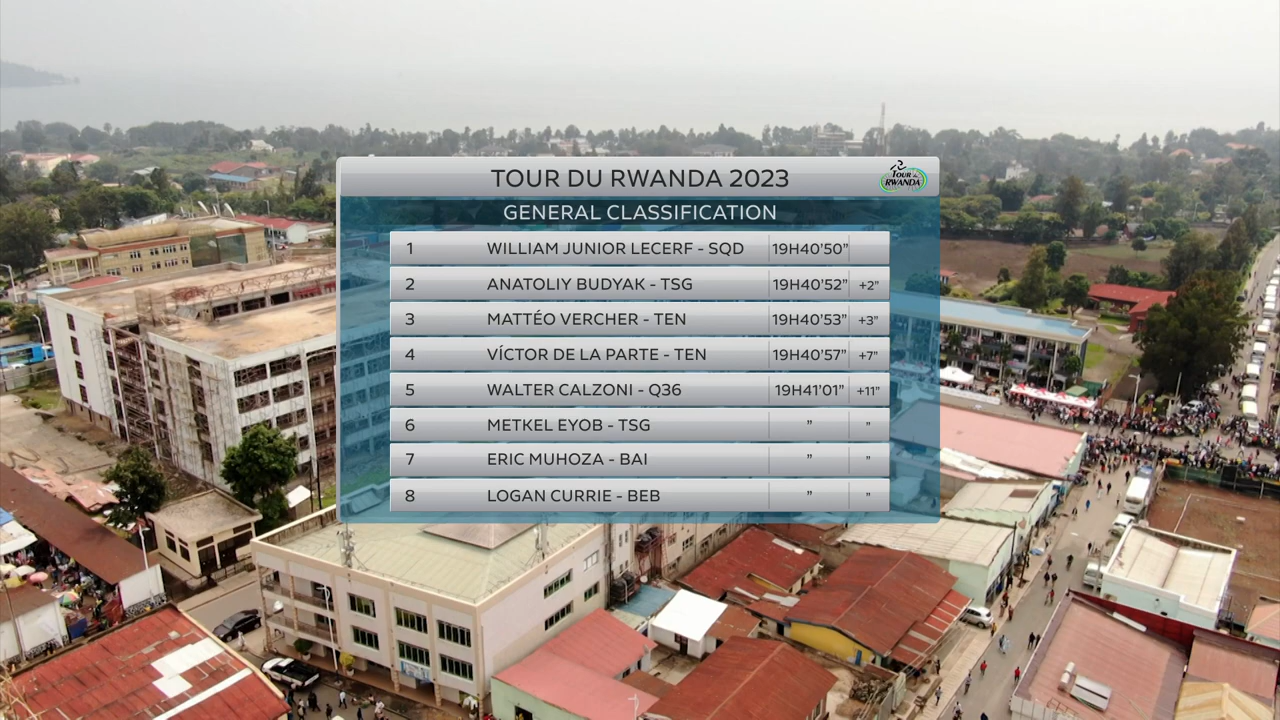 TOUR DU RWANDA 2023
TOUR DU RWANDA
GENERAL CLASSIFICATION
1 WILLIAM JUNIOR LECERF - SQD 19H40'50"
2 ANATOLIY BUDYAK - TSG 19H40'52" +2"
3 MATTÉO VERCHER - TEN 19H40'53" +3"
4 VÍCTOR DE LA PARTE - TEN 19H40'57" +7"
5 WALTER CALZONI - Q36 19H41'01" +11"
6 METKEL EYOB - TSG " "
7 ERIC MUHOZA - BAI " "
8 LOGAN CURRIE - BEB " "